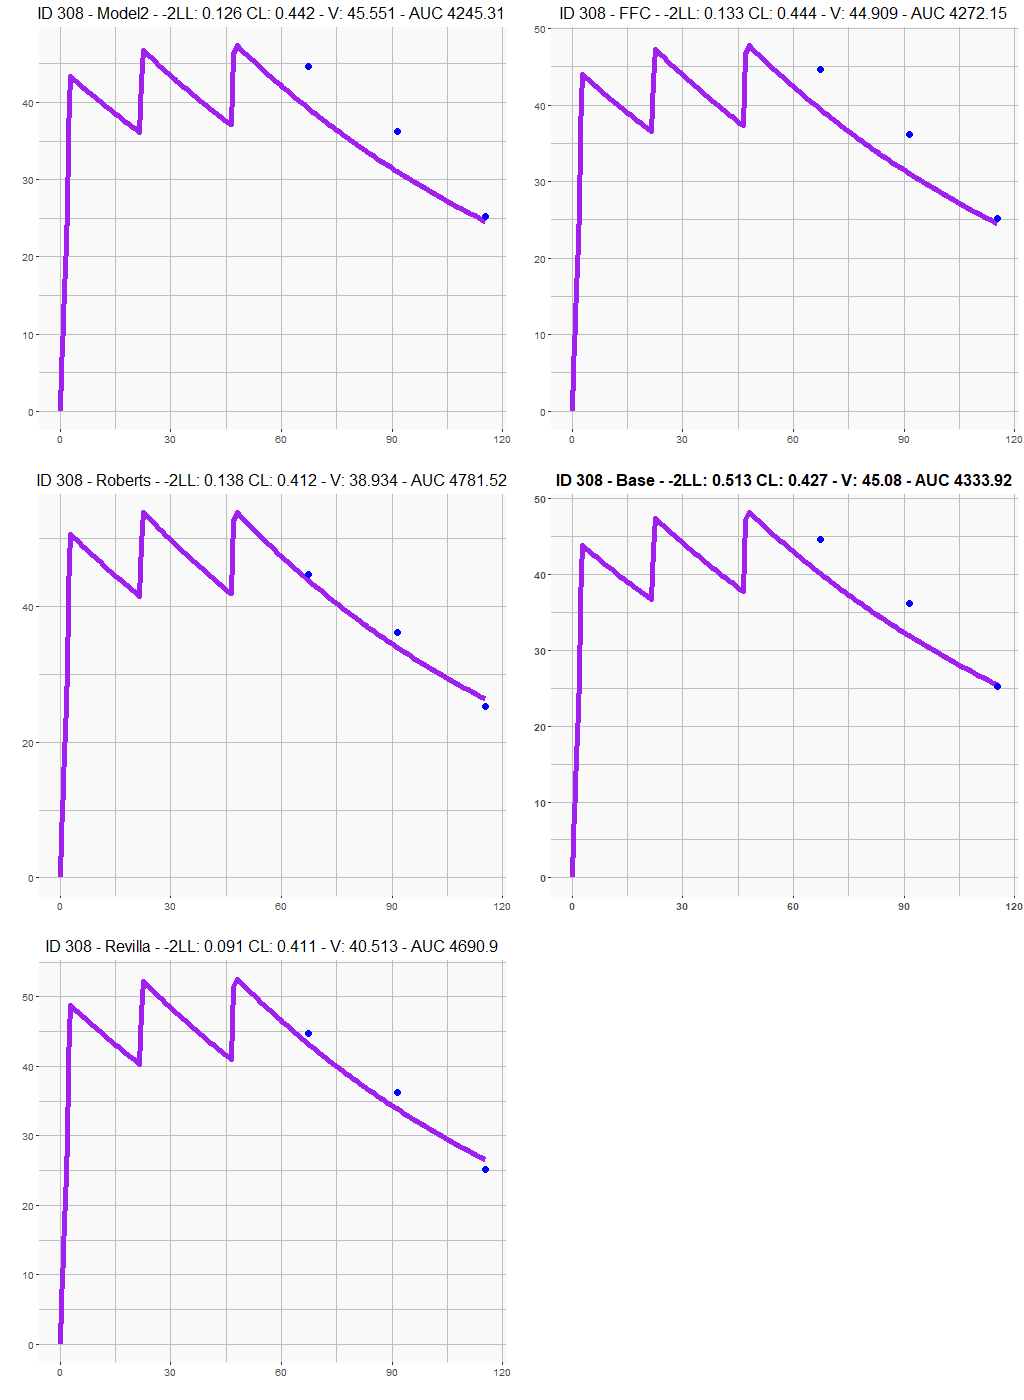 ID 308 - Model2 - -2LL: 0.126 CL: 0.442 - V: 45.551 - AUC 4245.31
40
30
20
10
0
0 30 60 90 120
ID 308 - FFC - -2LL: 0.133 CL: 0.444 - V: 44.909 - AUC 4272.15
50
40
30
20
10
0
0 30 60 90 120
ID 308 - Roberts - -2LL: 0.138 CL: 0.412 - V: 38.934 - AUC 4781.52
40
20
0
0 30 60 90 120
ID 308 - Base - -2LL: 0.513 CL: 0.427 - V: 45.08 - AUC 4333.92
50
40
30
20
10
0
0 30 60 90 120
ID 308 - Revilla - -2LL: 0.091 CL: 0.411 - V: 40.513 - AUC 4690.9
50
40
30
20
10
0
0 30 60 90 120